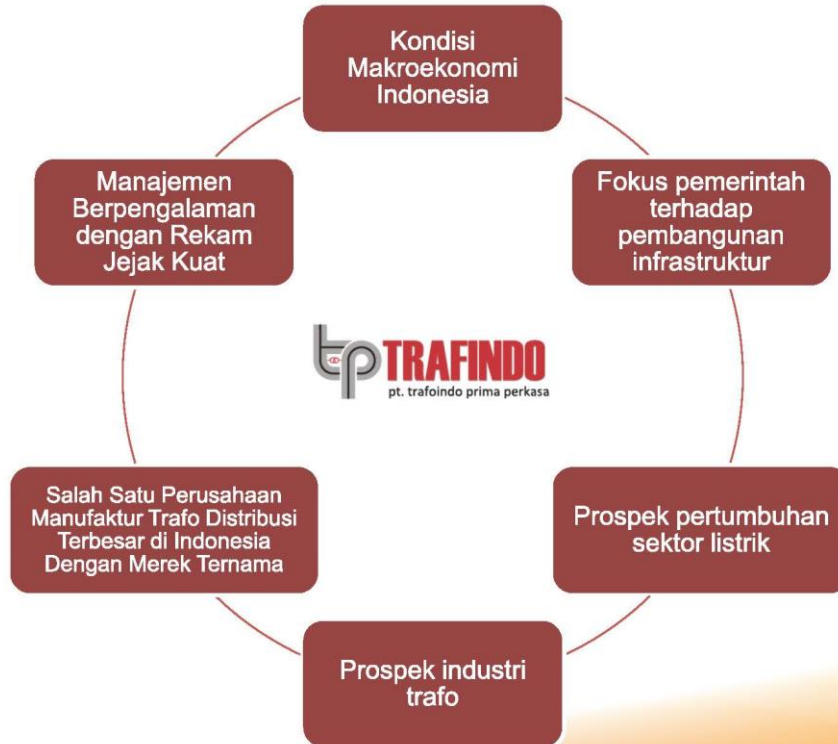 Kondisi
Makroekonomi
Indonesia
Manajemen
Berpengalaman
dengan Rekam
Jejak Kuat
Fokus pemerintah
terhadap
pembangunan
infrastruktur
tp TRAFINDO
pt. trafoindo prima perkasa
Salah Satu Perusahaan
Manufaktur Trafo Distribusi
Terbesar di Indonesia
Dengan Merek Ternama
Prospek pertumbuhan
sektor listrik
Prospek industri
trafo